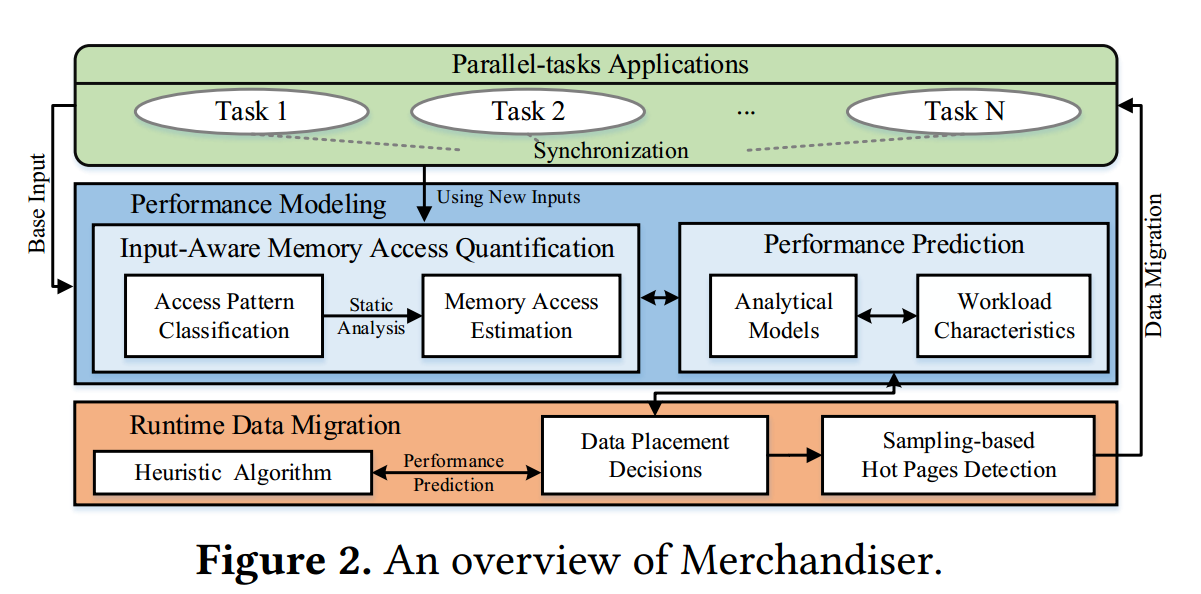 Parallel-tasks Applications
Task 1
Task 2
...
Task N
Synchronization
Base Input
Using New Inputs
Data Migration
Performance Modeling
Input-Aware Memory Access Quantification
Access Pattern
Classification
Static
Analysis
Memory Access
Estimation
Performance Prediction
Analytical
Models
Workload
Characteristics
Runtime Data Migration
Heuristic Algorithm
Performance
Prediction
Data Placement
Decisions
Sampling-based
Hot Pages Detection
Figure 2. An overview of Merchandiser.